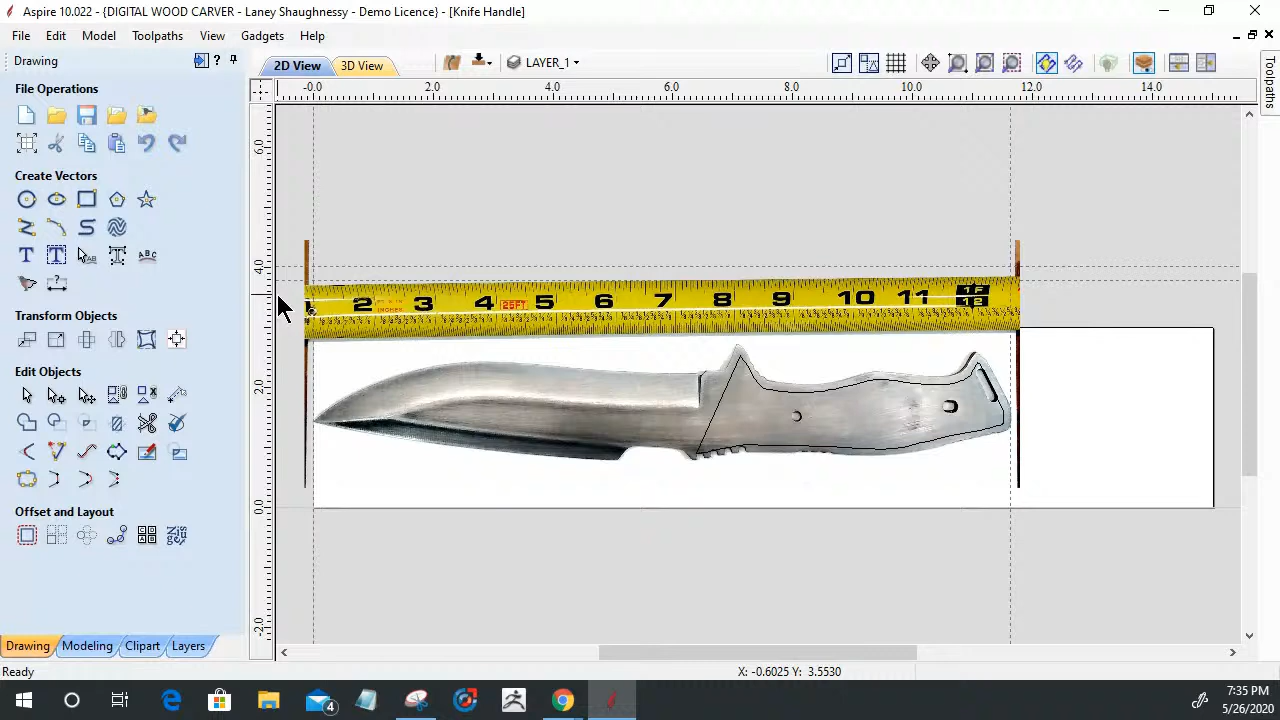 Aspire 10.022 - {DIGITAL WOOD CARVER - Laney Shaughnessy - Demo Licence} - [Knife Handle]
File Edit Model Toolpaths View Gadgets Help
Drawing
2D View 3D View LAYER_1
Toolpaths
File Operations
Create Vectors
Transform Objects
Edit Objects
Offset and Layout
-0.0 2.0 4.0 6.0 8.0 10.0 12.0 14.0
6.0
4.0
2.0
0.0
-2.0
2 3 4 25FT 5 6 7 8 9 10 11 1F 12
Drawing Modeling Clipart Layers
Ready
X: -0.6025 Y: 3.5530
4
7:35 PM
5/26/2020